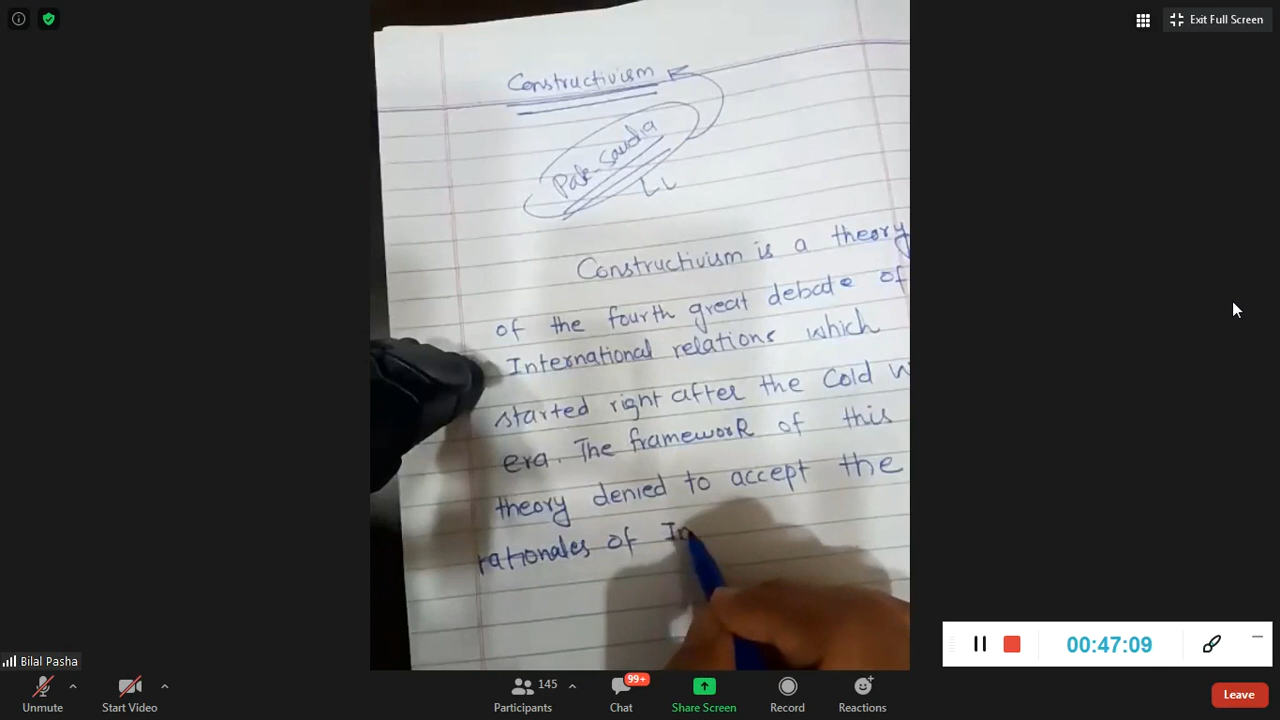 Exit Full Screen
Constructivism
Pak-Saudia
Constructivism is a theory
of the fourth great debate of
International relations which
started right after the Cold W
era. The framewoRk of this
theory denied to accept the
rationales of In
Bilal Pasha
00:47:09
Unmute
Start Video
145
Participants
99+
Chat
Share Screen
Record
Reactions
Leave